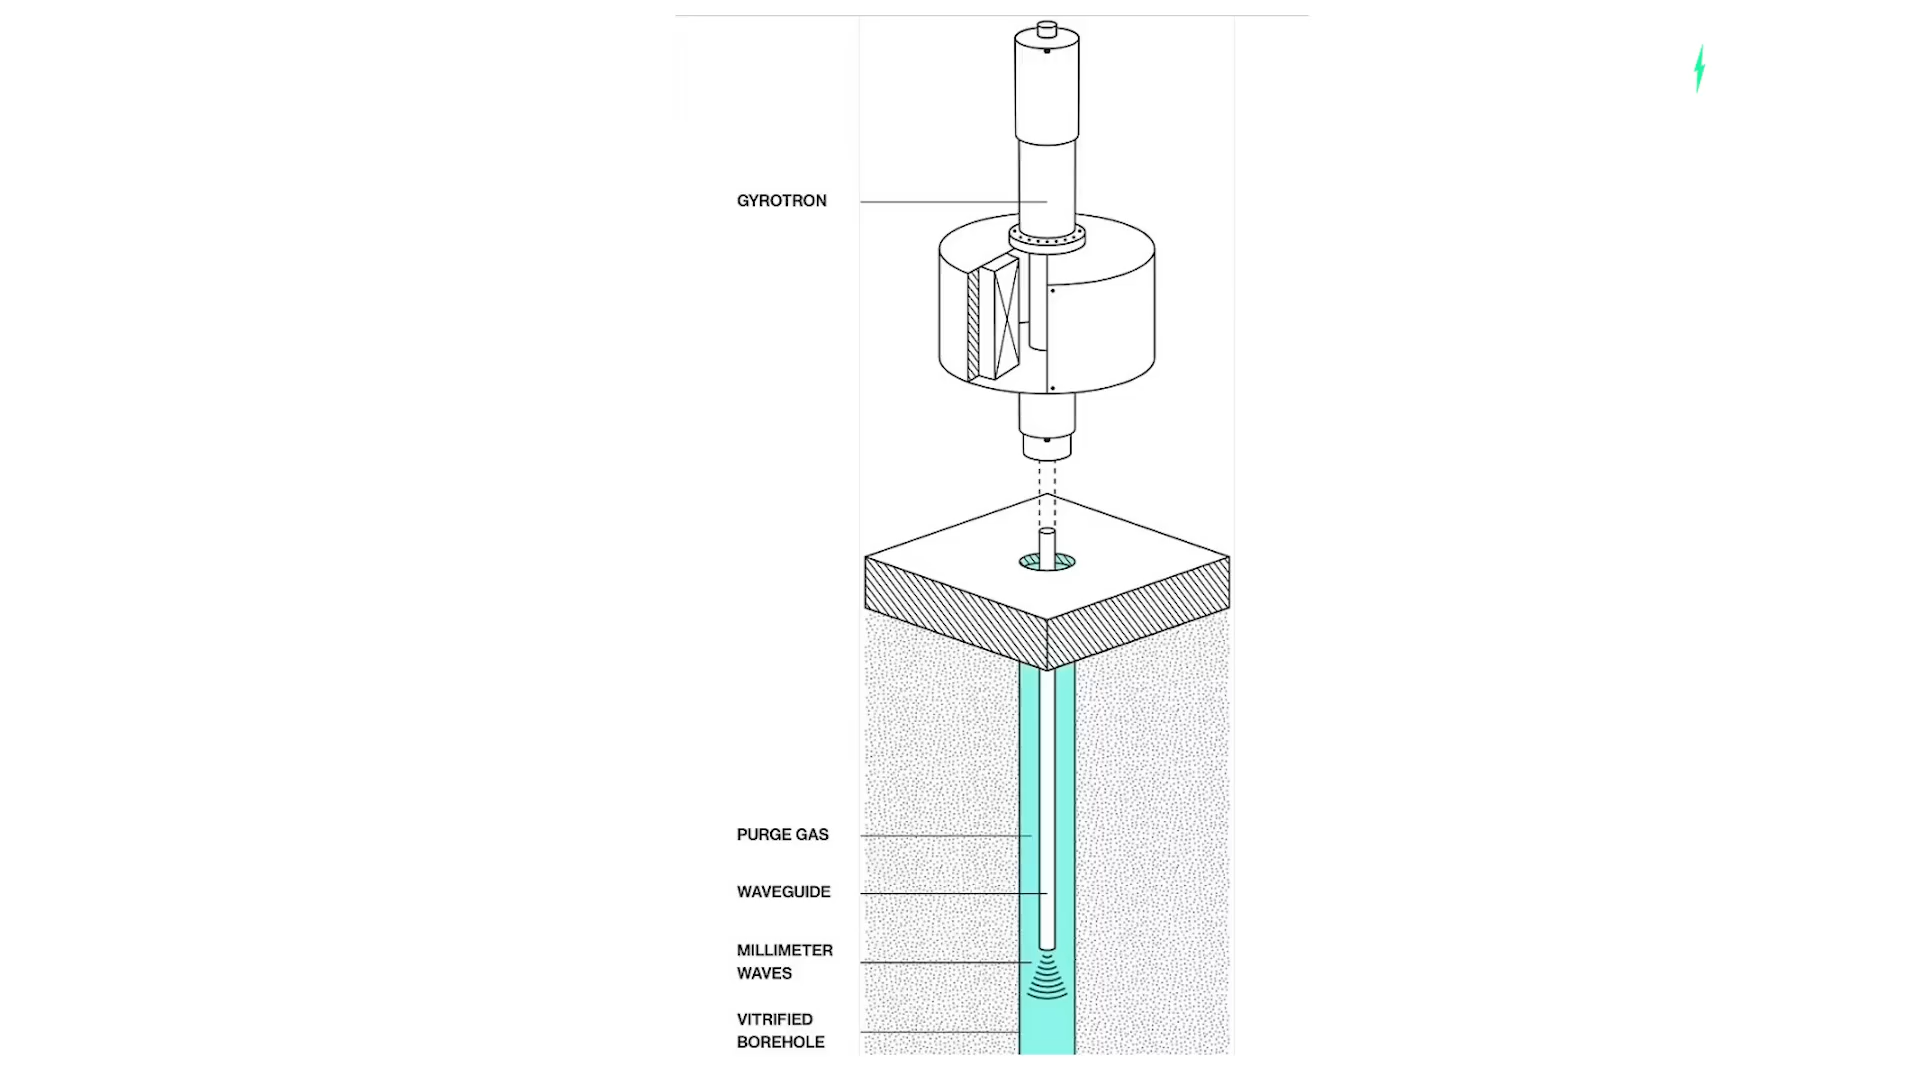 GYROTRON
PURGE GAS
WAVEGUIDE
MILLIMETER
WAVES
VITRIFIED
BOREHOLE